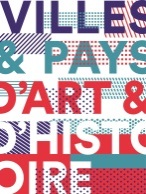 VILLES
& PAYS
D'ART &
D'HISTO
OIRE